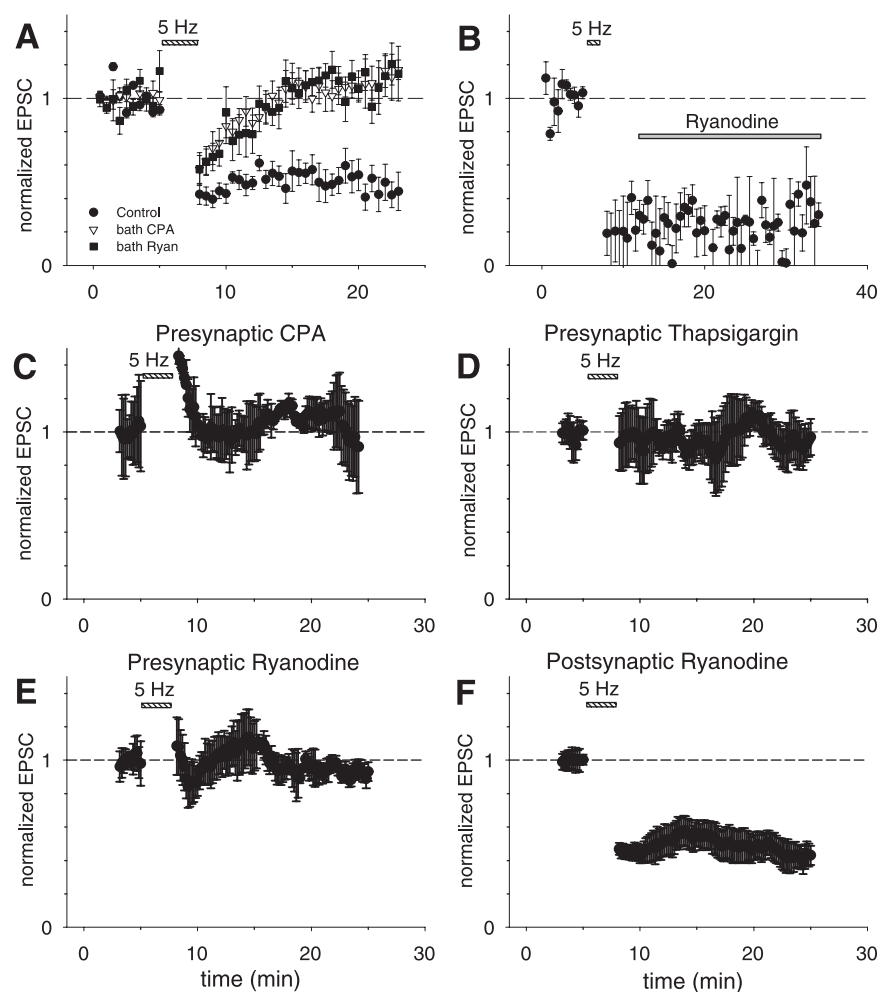 A
5 Hz
normalized EPSC
1
0
Control
bath CPA
bath Ryan
0 10 20
B
5 Hz
normalized EPSC
1
0
Ryanodine
0 20 40
Presynaptic CPA
C
5 Hz
normalized EPSC
1
0
0 10 20 30
Presynaptic Thapsigargin
D
5 Hz
normalized EPSC
1
0
0 10 20 30
Presynaptic Ryanodine
E
5 Hz
normalized EPSC
1
0
0 10 20 30
time (min)
Postsynaptic Ryanodine
F
5 Hz
normalized EPSC
1
0
0 10 20 30
time (min)